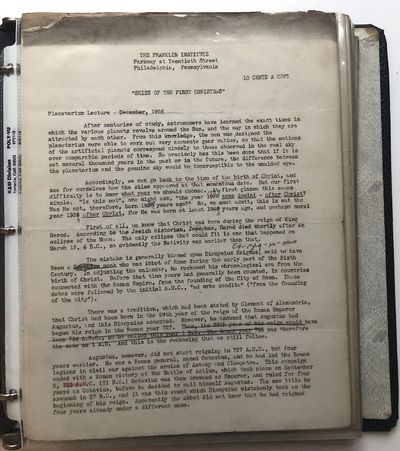 THE FRANKLIN INSTITUTE
Parkway at Twentieth Street
Philadelphia, Pennsylvania
10 CENTS A COPY
"SKIES OF THE FIRST CHRISTMAS"
Planetarium Lecture - December, 1936
After centuries of study, astronomers have learned the exact times in
which the various planets revolve around the Sun, and the way in which they are
attracted by each other. From this knowledge, the men who designed the
planetarium were able to work out very accurate gear ratios, so that the motions
of the artificial planets correspond closely to those observed in the real sky
over comparable periods of time. So precisely has this been done that if it is
set several thousand years in the past or in the future, the difference between
the planetarium and the genuine sky would be imperceptible to the unaided eye.
Accordingly, we can go back to the time of the birth of Christ, and
see for ourselves how the skies appeared at that momentous date. But our first
difficulty is to know what year we should choose. At first glance this seems
simple. "Is this not", one might ask, "the year 1936 anno domini - after Christ?
Was He not, therefore, born 1936 years ago?" No, we must admit, this is not the
year 1936 after Christ, for He was born at least years ago, and perhaps more!
First of all, we know that Christ was born during the reign of King
Herod. According to the Jewish historian, Josephus, Herod died shortly after an
eclipse of the Moon. The only eclipse that could fit is one that happened on
March 12, 4 B.C., so evidently the Nativity was earlier than that.
The mistake is generally blamed upon Dionysius Exiguus, said to have
been a monk who was Abbot of Rome during the early part of the Sixth
Century. In adjusting the calendar, he reckoned his chronological era from the
birth of Christ. Before that time years had generally been counted, in countries
connected with the Roman Empire, from the founding of the City of Rome. These
dates were followed by the initial A.U.C., "ad urbe condita" ("from the founding
of the city").
There was a tradition, which had been stated by Clement of Alexandria,
that Christ had been born in the 28th year of the reign of the Roman Emperor
Augustus, and this Dionysius accepted. However, he assumed that Augustus had
began his reign in the Roman year 727. Thus, the 28th year of his reign would have
been 754 A.U.C., so he called this year 1 A.D. was therefore
the same as 1 A.D. And this is the reckoning that we still follow.
Augustus, however, did not start reigning in 727 A.U.C., but four
years earlier. He was a Roman general, named Octavius, and he had led the Roman
legions in civil war against the armies of Antony and Cleopatra. This campaign
ended with a Roman victory at the Battle of Actium, which took place on September
2, 723 A.U.C. (31 B.C.) Octavius was then crowned as Emperor, and ruled for four
years as Octavius, before he decided to call himself Augustus. The new title he
assumed in 27 B.C., and it was this event which Dionysius mistakenly took as the
beginning of his reign. Apparently the Abbot did not know that he had reigned
four years already under a different name.